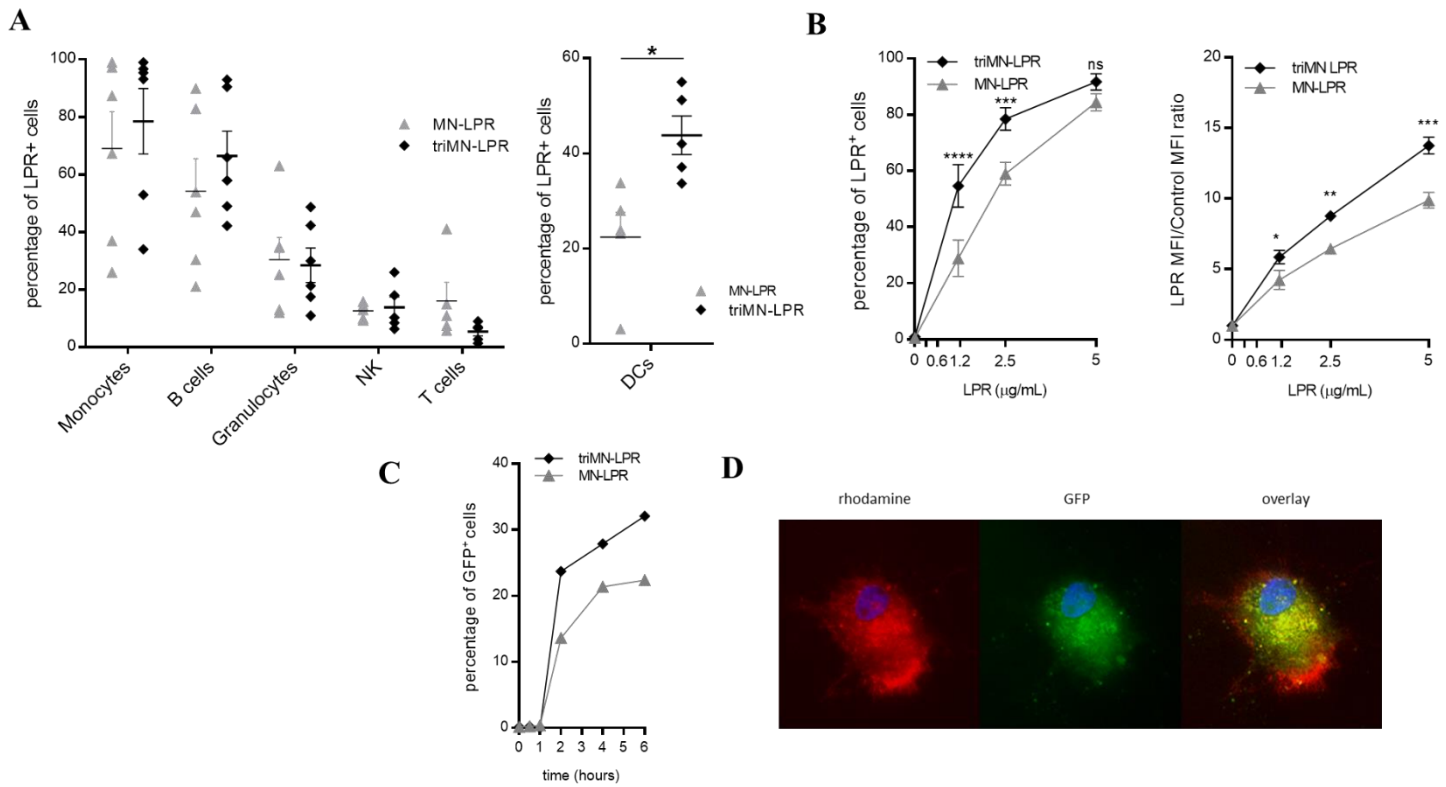 A
percentage of LPR+ cells
100
80
60
40
20
0
MN-LPR
triMN-LPR
Monocytes
B cells
Granulocytes
NK
T cells
percentage of LPR+ cells
60
40
20
0
*
MN-LPR
triMN-LPR
DCs
B
percentage of LPR⁺ cells
100
80
60
40
20
0
triMN-LPR
MN-LPR
****
***
ns
0 0.6 1.2 2.5 5
LPR (μg/mL)
LPR MFI/Control MFI ratio
20
15
10
5
0
triMN LPR
MN-LPR
*
**
***
0 0.6 1.2 2.5 5
LPR (μg/mL)
C
percentage of GFP⁺ cells
40
30
20
10
0
triMN-LPR
MN-LPR
0 1 2 3 4 5 6
time (hours)
D
rhodamine GFP overlay